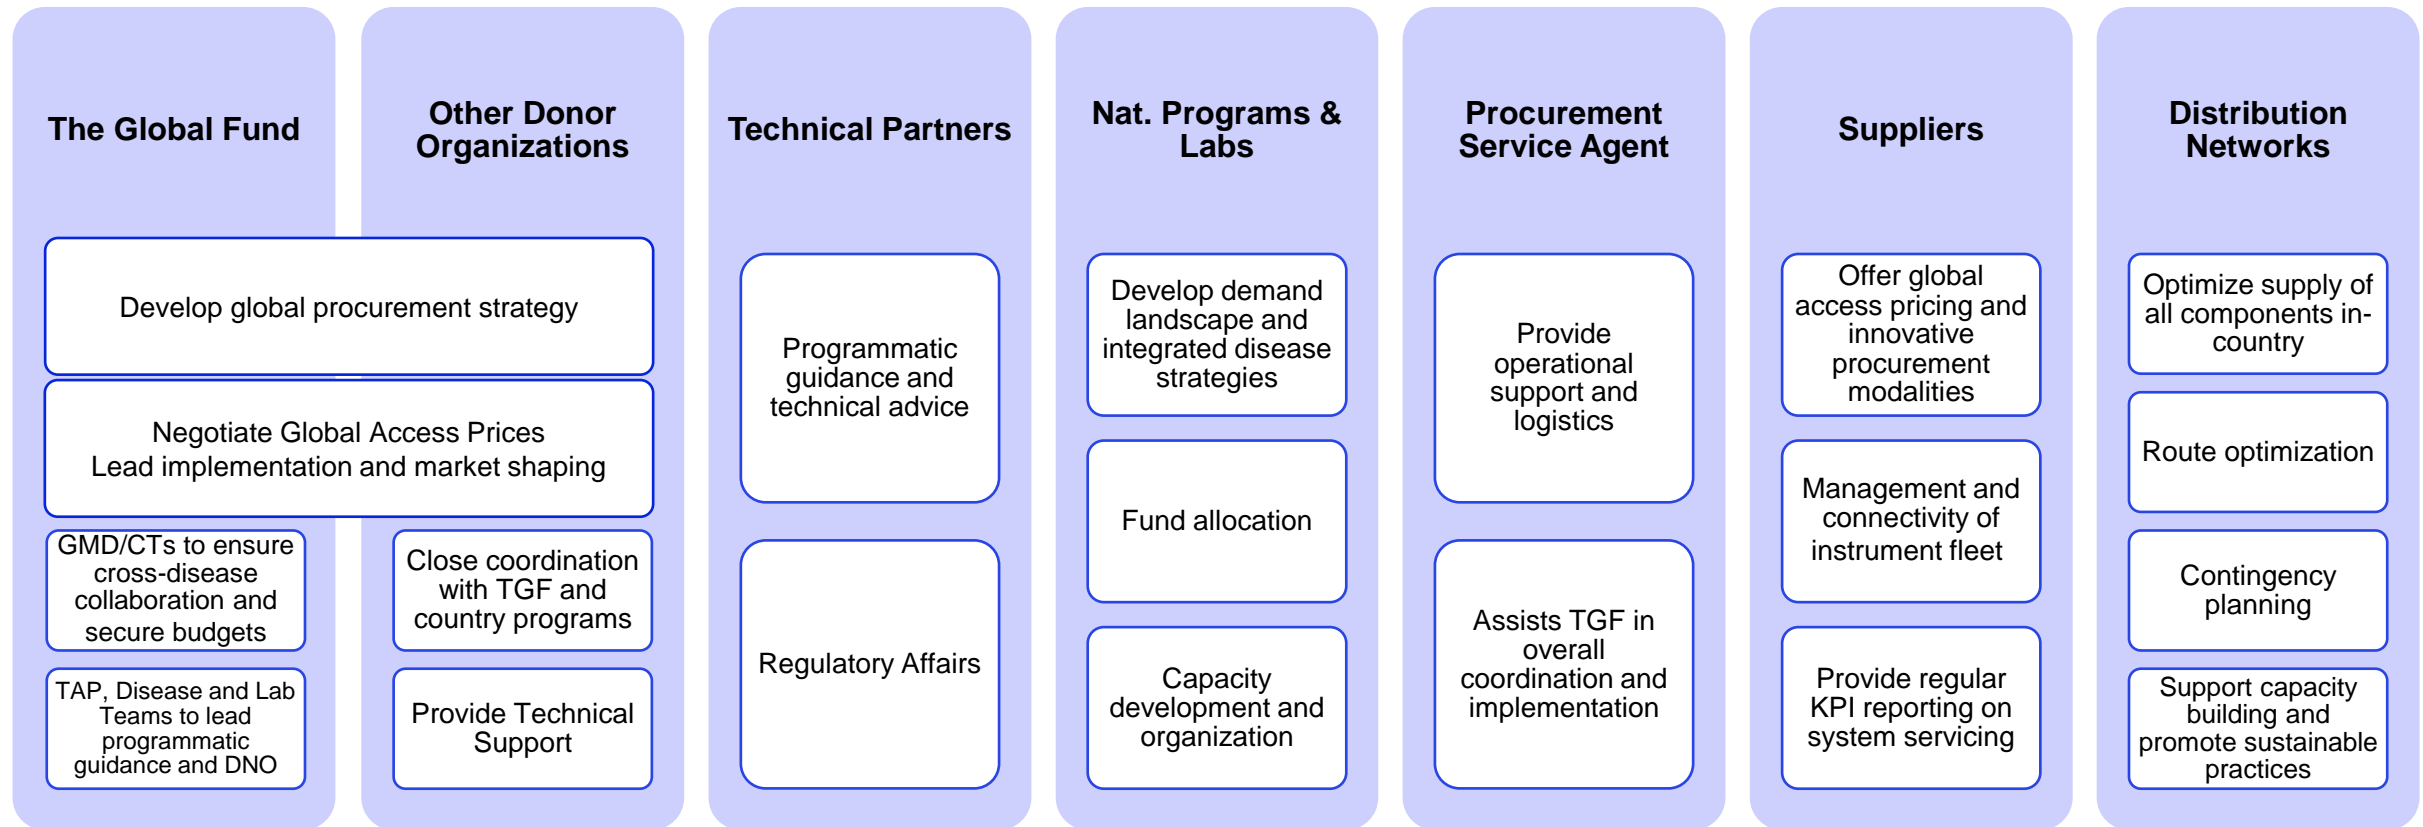 The Global Fund
Other Donor
Organizations
Technical Partners
Nat. Programs &
Labs
Procurement
Service Agent
Suppliers
Distribution
Networks
Develop global procurement strategy
Negotiate Global Access Prices
Lead implementation and market shaping
GMD/CTs to ensure
cross-disease
collaboration and
secure budgets
TAP, Disease and Lab
Teams to lead
programmatic
guidance and DNO
Close coordination
with TGF and
country programs
Provide Technical
Support
Programmatic
guidance and
technical advice
Regulatory Affairs
Develop demand
landscape and
integrated disease
strategies
Fund allocation
Capacity
development and
organization
Provide
operational
support and
logistics
Assists TGF in
overall
coordination and
implementation
Offer global
access pricing and
innovative
procurement
modalities
Management and
connectivity of
instrument fleet
Provide regular
KPI reporting on
system servicing
Optimize supply of
all components in-
country
Route optimization
Contingency
planning
Support capacity
building and
promote sustainable
practices